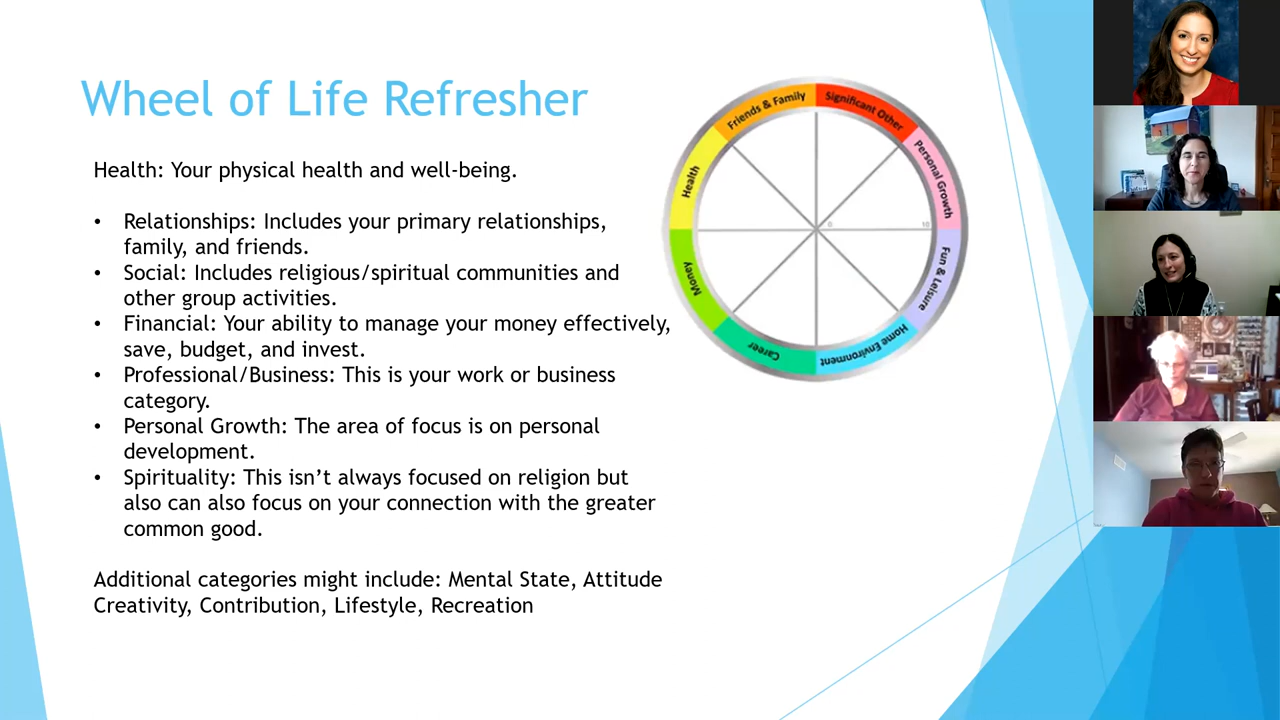 Wheel of Life Refresher
Health: Your physical health and well-being.
• Relationships: Includes your primary relationships,
family, and friends.
• Social: Includes religious/spiritual communities and
other group activities.
• Financial: Your ability to manage your money effectively,
save, budget, and invest.
• Professional/Business: This is your work or business
category.
• Personal Growth: The area of focus is on personal
development.
• Spirituality: This isn’t always focused on religion but
also can also focus on your connection with the greater
common good.
Additional categories might include: Mental State, Attitude
Creativity, Contribution, Lifestyle, Recreation
Friends & Family
Significant Other
Personal Growth
Fun & Leisure
Home Environment
Career
Money
Health
0
10